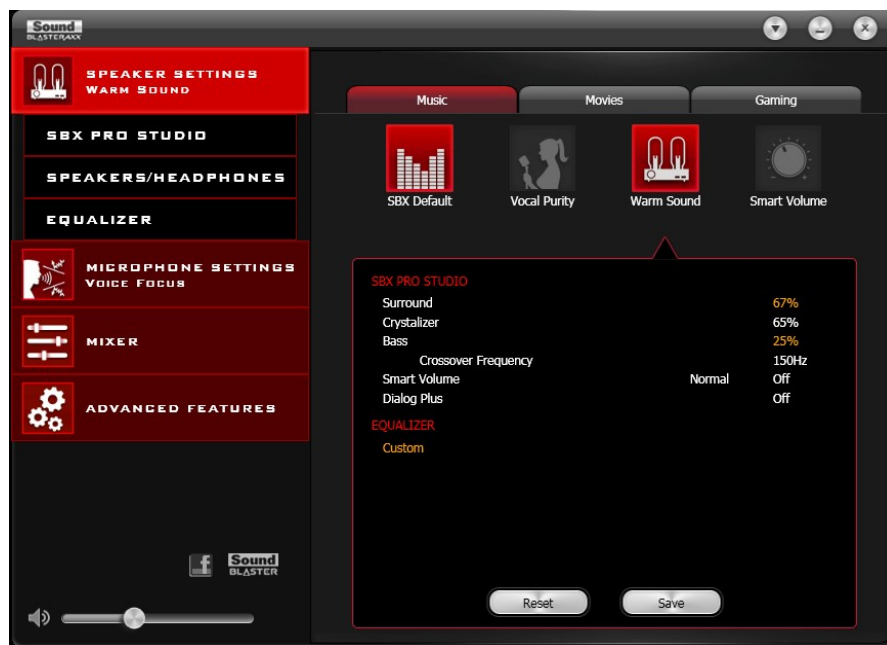 Sound
BLASTERAXX
SPEAKER SETTINGS
WARM SOUND
SBX PRO STUDIO
SPEAKERS/HEADPHONES
EQUALIZER
MICROPHONE SETTINGS
VOICE FOCUS
MIXER
ADVANCED FEATURES
f Sound
BLASTER
Music Movies Gaming
SBX Default Vocal Purity Warm Sound Smart Volume
SBX PRO STUDIO
Surround 67%
Crystalizer 65%
Bass 25%
Crossover Frequency 150Hz
Smart Volume Normal Off
Dialog Plus Off
EQUALIZER
Custom
Reset Save